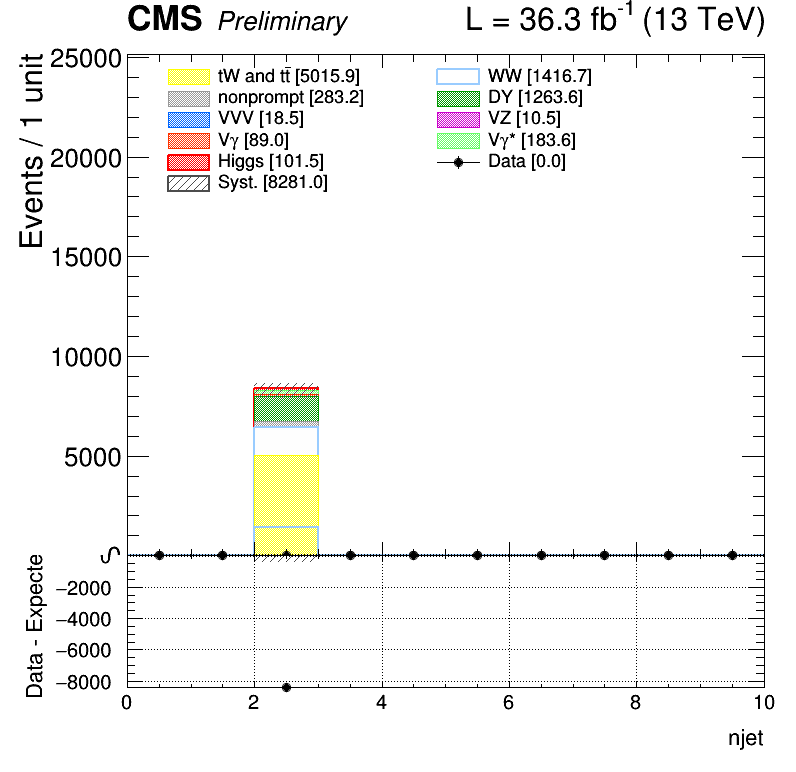 CMS Preliminary L = 36.3 fb⁻¹ (13 TeV)
Events / 1 unit
25000
20000
15000
10000
5000
tW and tt̄ [5015.9]
nonprompt [283.2]
VVV [18.5]
Vγ [89.0]
Higgs [101.5]
Syst. [8281.0]
WW [1416.7]
DY [1263.6]
VZ [10.5]
Vγ* [183.6]
Data [0.0]
Data - Expecte
−2000
−4000
−6000
−8000
0 2 4 6 8 10
njet